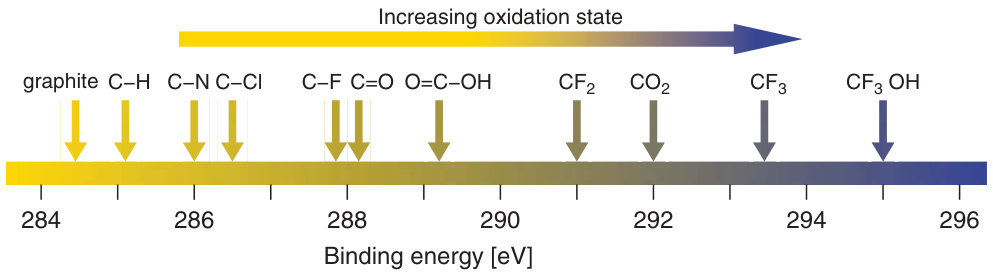 Increasing oxidation state
graphite C–H C–N C–Cl C–F C=O O=C–OH CF₂ CO₂ CF₃ CF₃ OH
284 286 288 290 292 294 296
Binding energy [eV]